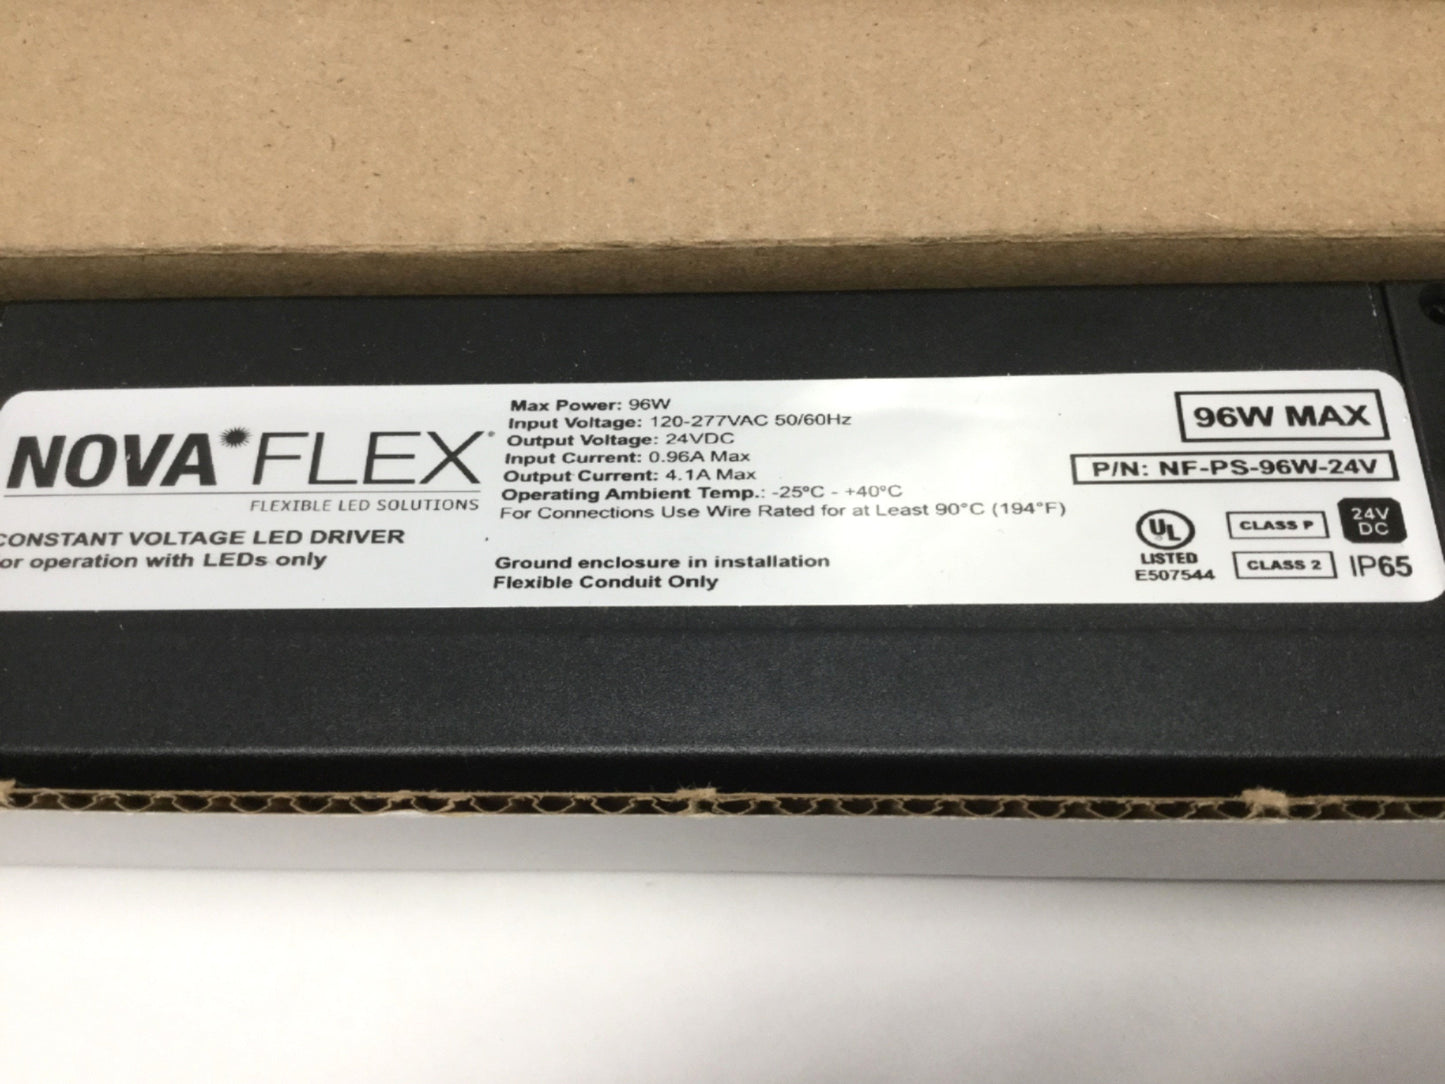 NOVA FLEX
FLEXIBLE LED SOLUTIONS
CONSTANT VOLTAGE LED DRIVER
or operation with LEDs only
Max Power: 96W
Input Voltage: 120-277VAC 50/60Hz
Output Voltage: 24VDC
Input Current: 0.96A Max
Output Current: 4.1A Max
Operating Ambient Temp.: -25°C - +40°C
For Connections Use Wire Rated for at Least 90°C (194°F)
Ground enclosure in installation
Flexible Conduit Only
96W MAX
P/N: NF-PS-96W-24V
UL
LISTED
E507544
CLASS P
CLASS 2
24V
DC
IP65